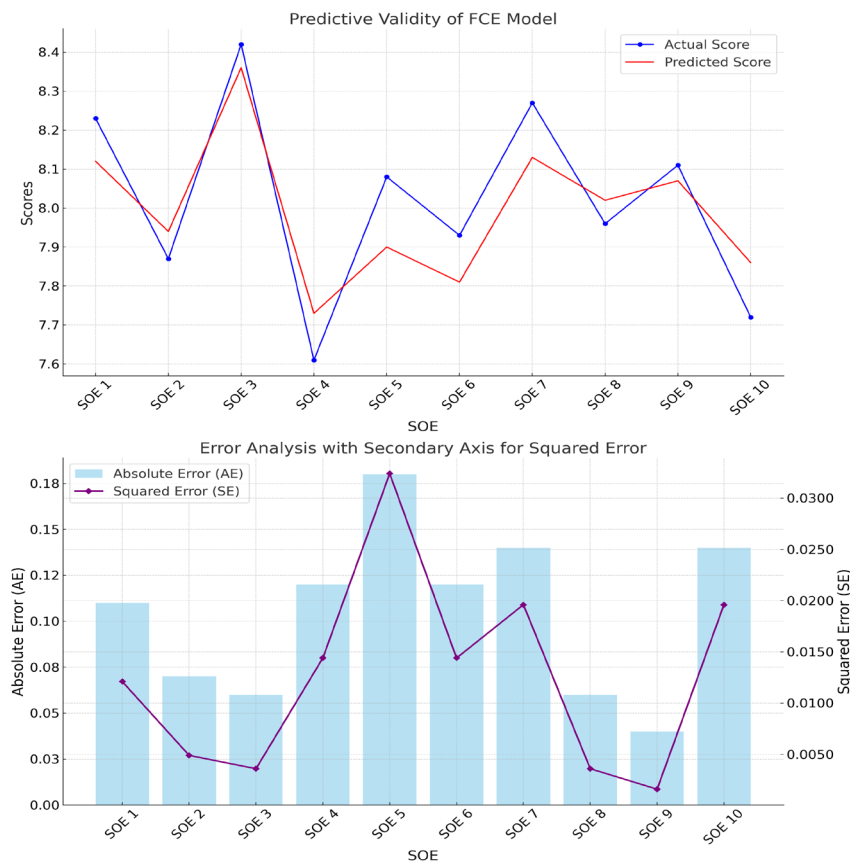 Predictive Validity of FCE Model
Actual Score
Predicted Score
Scores
8.4
8.3
8.2
8.1
8.0
7.9
7.8
7.7
7.6
SOE 1
SOE 2
SOE 3
SOE 4
SOE 5
SOE 6
SOE 7
SOE 8
SOE 9
SOE 10
SOE
Error Analysis with Secondary Axis for Squared Error
Absolute Error (AE)
Squared Error (SE)
Absolute Error (AE)
0.18
0.15
0.12
0.10
0.08
0.05
0.03
0.00
0.0300
0.0250
0.0200
0.0150
0.0100
0.0050
Squared Error (SE)
SOE 1
SOE 2
SOE 3
SOE 4
SOE 5
SOE 6
SOE 7
SOE 8
SOE 9
SOE 10
SOE